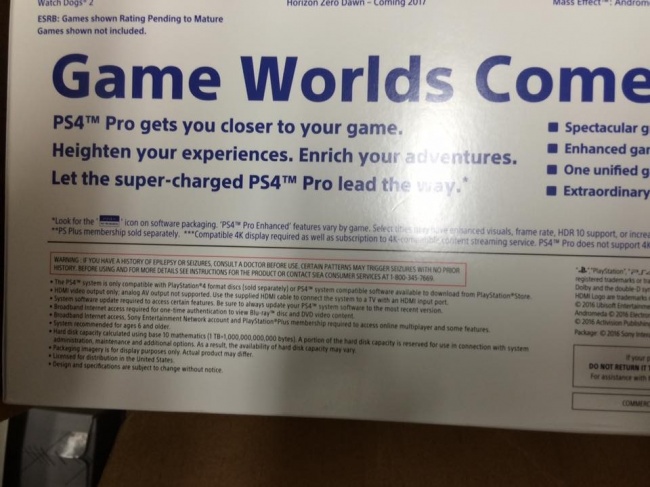 Watch Dogs® 2
Horizon Zero Dawn – Coming 2017
Mass Effect™: Androm
ESRB: Games shown Rating Pending to Mature
Games shown not included.
Game Worlds Come
PS4™ Pro gets you closer to your game.
Heighten your experiences. Enrich your adventures.
Let the super-charged PS4™ Pro lead the way.*
■ Spectacular g
■ Enhanced gam
■ One unified g
■ Extraordinary
*Look for the icon on software packaging. 'PS4™ Pro Enhanced' features vary by game. Select titles may have enhanced visuals, frame rate, HDR 10 support, or increa
**PS Plus membership sold separately. ***Compatible 4K display required as well as subscription to 4K-compatible content streaming service. PS4™ Pro does not support 4K
WARNING: IF YOU HAVE A HISTORY OF EPILEPSY OR SEIZURES, CONSULT A DOCTOR BEFORE USE. CERTAIN PATTERNS MAY TRIGGER SEIZURES WITH NO PRIOR
HISTORY. BEFORE USING AND FOR MORE DETAILS SEE INSTRUCTIONS FOR THE PRODUCT OR CONTACT SIEA CONSUMER SERVICES AT 1-800-345-7669.
• The PS4™ system is only compatible with PlayStation®4 format discs (sold separately) or PS4™ system compatible software available to download from PlayStation®Store.
• HDMI video output only; analog AV output not supported. Use the supplied HDMI cable to connect the system to a TV with an HDMI input port.
• System software update required to access certain features. Be sure to always update your PS4™ system software to the most recent version.
• Broadband Internet access required for one-time authentication to view Blu-ray™ disc and DVD video content.
• Broadband Internet access, Sony Entertainment Network account and PlayStation®Plus membership required to access online multiplayer and some features.
• System recommended for ages 6 and older.
• Hard disk capacity calculated using base 10 mathematics (1 TB=1,000,000,000,000 bytes). A portion of the hard disk capacity is reserved for use in connection with system
administration, maintenance and additional options. As a result, the availability of hard disk capacity may vary.
• Packaging imagery is for display purposes only. Actual product may differ.
• Licensed for distribution in the United States.
• Design and specifications are subject to change without notice.
"PlayStation",
registered trademarks or tra
Dolby and the double-D sym
HDMI Logo are trademarks
© 2016 Ubisoft Entertainme
Andromeda © 2016 Electro
© 2016 Activision Publishing
Package: © 2016 Sony Intera
If your p
DO NOT RETURN IT T
For assistance with t
COMMERC